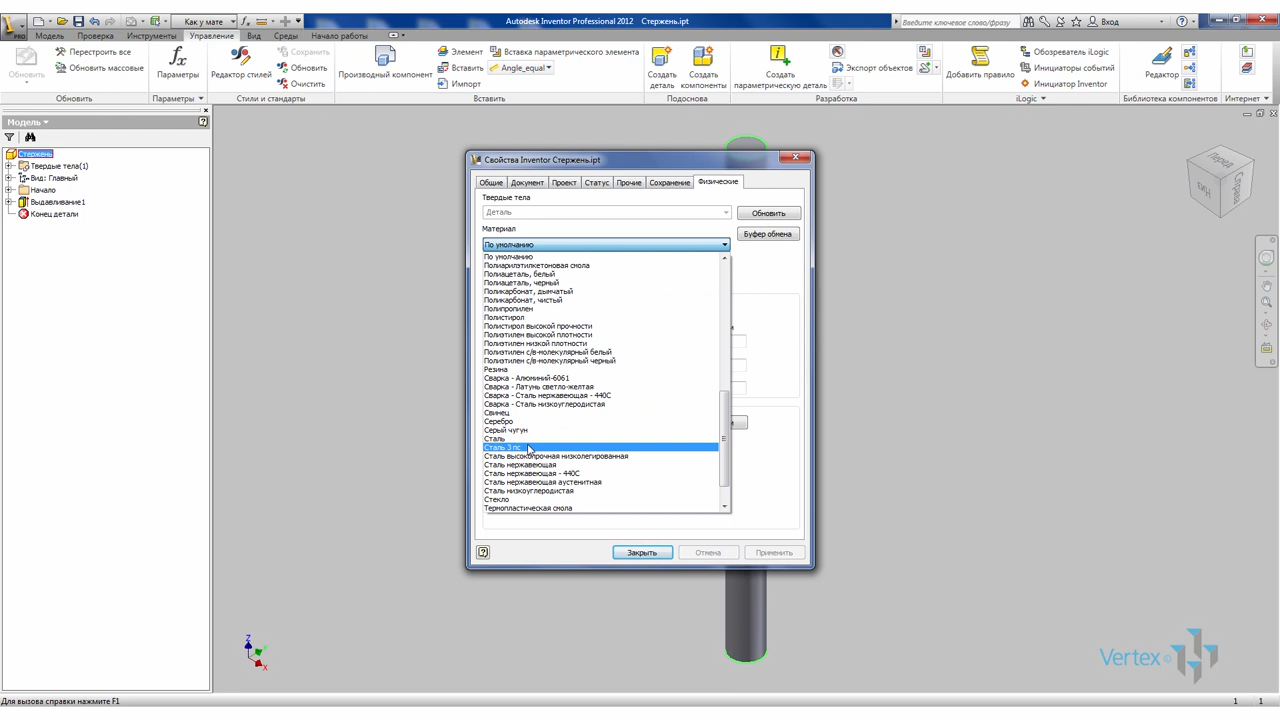 Как у мате
Autodesk Inventor Professional 2012 Стержень.ipt
Введите ключевое слово/фразу
Вход
PRO
Модель
Проверка
Инструменты
Управление
Вид
Среды
Начало работы
Обновить
Перестроить все
Обновить массовые
Обновить
Параметры
Параметры
Редактор стилей
Сохранить
Обновить
Очистить
Стили и стандарты
Производный компонент
Элемент
Вставить
Импорт
Вставка параметрического элемента
Angle_equal
Вставить
Создать деталь
Создать компоненты
Подоснова
Создать параметрическую деталь
Экспорт объектов
Разработка
Добавить правило
Обозреватель iLogic
Инициаторы событий
Инициатор Inventor
iLogic
Редактор
Библиотека компонентов
Интернет
Модель
Стержень
Твердые тела(1)
Вид: Главный
Начало
Выдавливание1
Конец детали
Свойства Inventor Стержень.ipt
Общие
Документ
Проект
Статус
Прочие
Сохранение
Физические
Твердые тела
Деталь
Обновить
Материал
Буфер обмена
По умолчанию
По умолчанию
Полиарилэтилкетоновая смола
Полиацеталь, белый
Полиацеталь, черный
Поликарбонат, дымчатый
Поликарбонат, чистый
Полипропилен
Полистирол
Полистирол высокой прочности
Полиэтилен высокой плотности
Полиэтилен низкой плотности
Полиэтилен с/в-молекулярный белый
Полиэтилен с/в-молекулярный черный
Резина
Сварка - Алюминий-6061
Сварка - Латунь светло-желтая
Сварка - Сталь нержавеющая - 440C
Сварка - Сталь низкоуглеродистая
Свинец
Серебро
Серый чугун
Сталь
Сталь 3 пс
Сталь высокопрочная низколегированная
Сталь нержавеющая
Сталь нержавеющая - 440C
Сталь нержавеющая аустенитная
Сталь низкоуглеродистая
Стекло
Термопластическая смола
Закрыть
Отмена
Применить
Перед
Справа
Низ
Z
X
Vertex ©
Для вызова справки нажмите F1
1
1